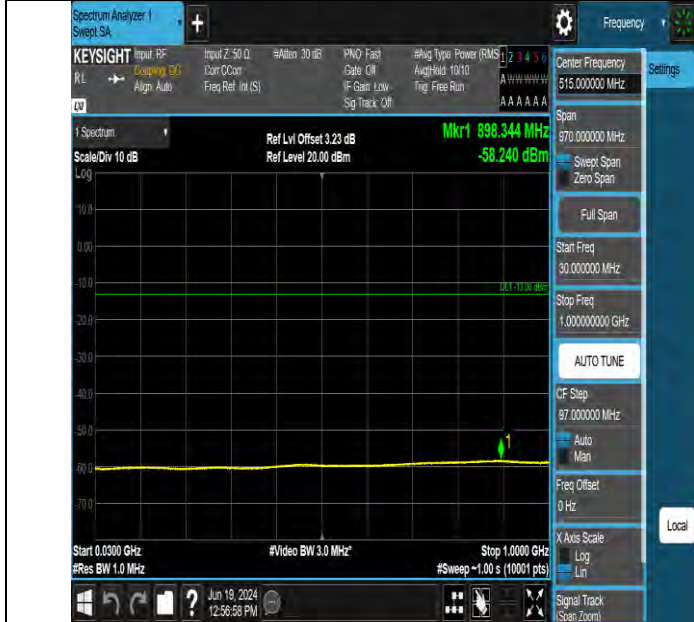 Spectrum Analyzer 1
Swept SA
+
Frequency
KEYSIGHT
RL
LXI
Input: RF
Coupling: DC
Align: Auto
Input Z: 50 Ω
Corr CCorr
Freq Ref: Int (S)
#Atten: 30 dB
PNO: Fast
Gate: Off
IF Gain: Low
Sig Track: Off
#Avg Type: Power (RMS
Avg|Hold: 10/10
Trig: Free Run
1 2 3 4 5 6
A W W W W W
A A A A A A
1 Spectrum
Scale/Div 10 dB
Log
Ref Lvl Offset 3.23 dB
Ref Level 20.00 dBm
Mkr1 898.344 MHz
-58.240 dBm
10.0
0.00
-10.0
-20.0
-30.0
-40.0
-50.0
-60.0
-70.0
DL1 -13.00 dBm
1
Start 0.0300 GHz
#Res BW 1.0 MHz
#Video BW 3.0 MHz*
Stop 1.0000 GHz
#Sweep ~1.00 s (10001 pts)
Center Frequency
515.000000 MHz
Span
970.000000 MHz
Swept Span
Zero Span
Full Span
Start Freq
30.000000 MHz
Stop Freq
1.000000000 GHz
AUTO TUNE
CF Step
97.000000 MHz
Auto
Man
Freq Offset
0 Hz
X Axis Scale
Log
Lin
Signal Track
(Span Zoom)
Settings
Local
?
Jun 19, 2024
12:56:58 PM